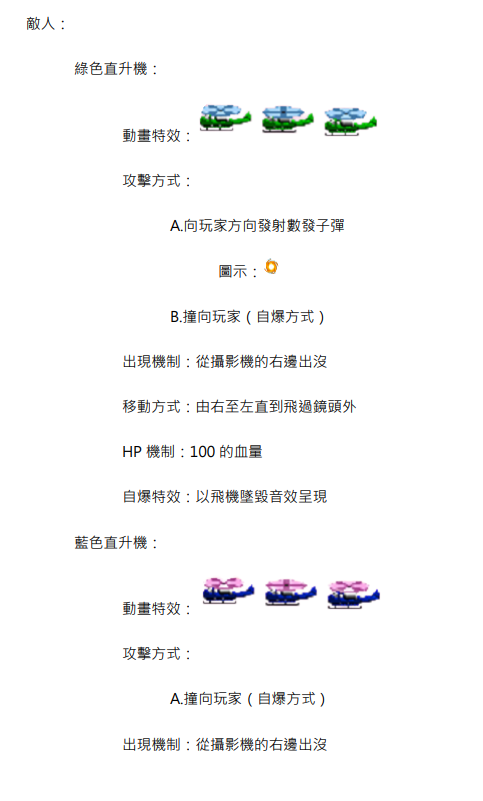 敵人：
綠色直升機：
動畫特效：
攻擊方式：
A.向玩家方向發射數發子彈
圖示：
B.撞向玩家（自爆方式）
出現機制：從攝影機的右邊出沒
移動方式：由右至左直到飛過鏡頭外
HP 機制：100 的血量
自爆特效：以飛機墜毀音效呈現
藍色直升機：
動畫特效：
攻擊方式：
A.撞向玩家（自爆方式）
出現機制：從攝影機的右邊出沒